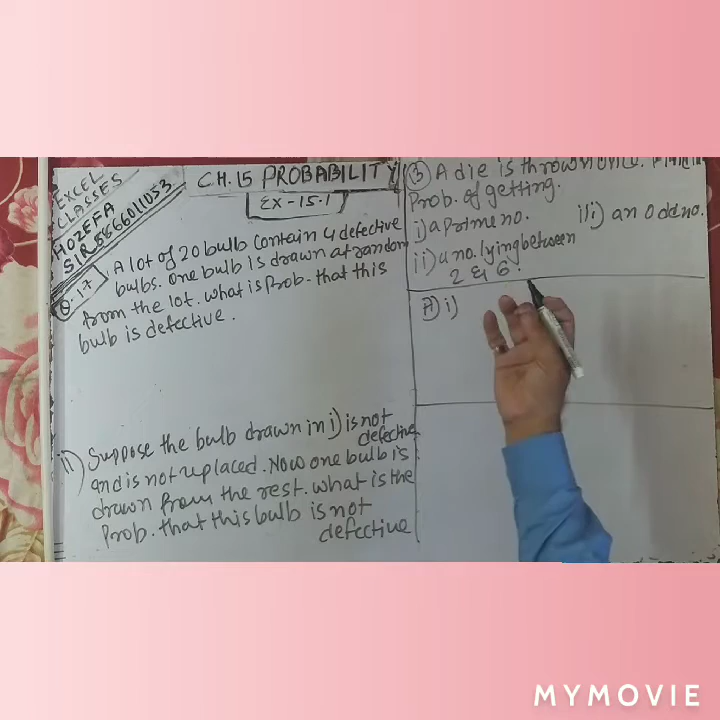 EXCEL
CLASSES
HOZEFA
CH.15 PROBABILITY
EX-15.1
Q.17
A lot of 20 bulb contain 4 defective
bulbs. one bulb is drawn at random
from the lot. what is Prob. that this
bulb is defective.
ii) Suppose the bulb drawn in i) is not
defective
and is not replaced. Now one bulb is
drawn from the rest. what is the
Prob. that this bulb is not
defective
③ A die is thrown once.
Prob. of getting.
i) a Prime no.
iii) an Odd no.
ii) a no. lying between
2 & 6.
A) i)
MYMOVIE